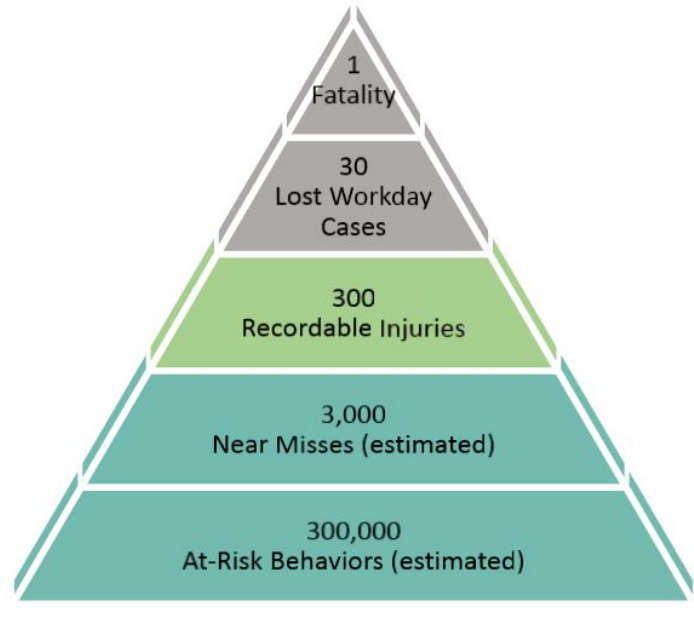 1
Fatality
30
Lost Workday
Cases
300
Recordable Injuries
3,000
Near Misses (estimated)
300,000
At-Risk Behaviors (estimated)